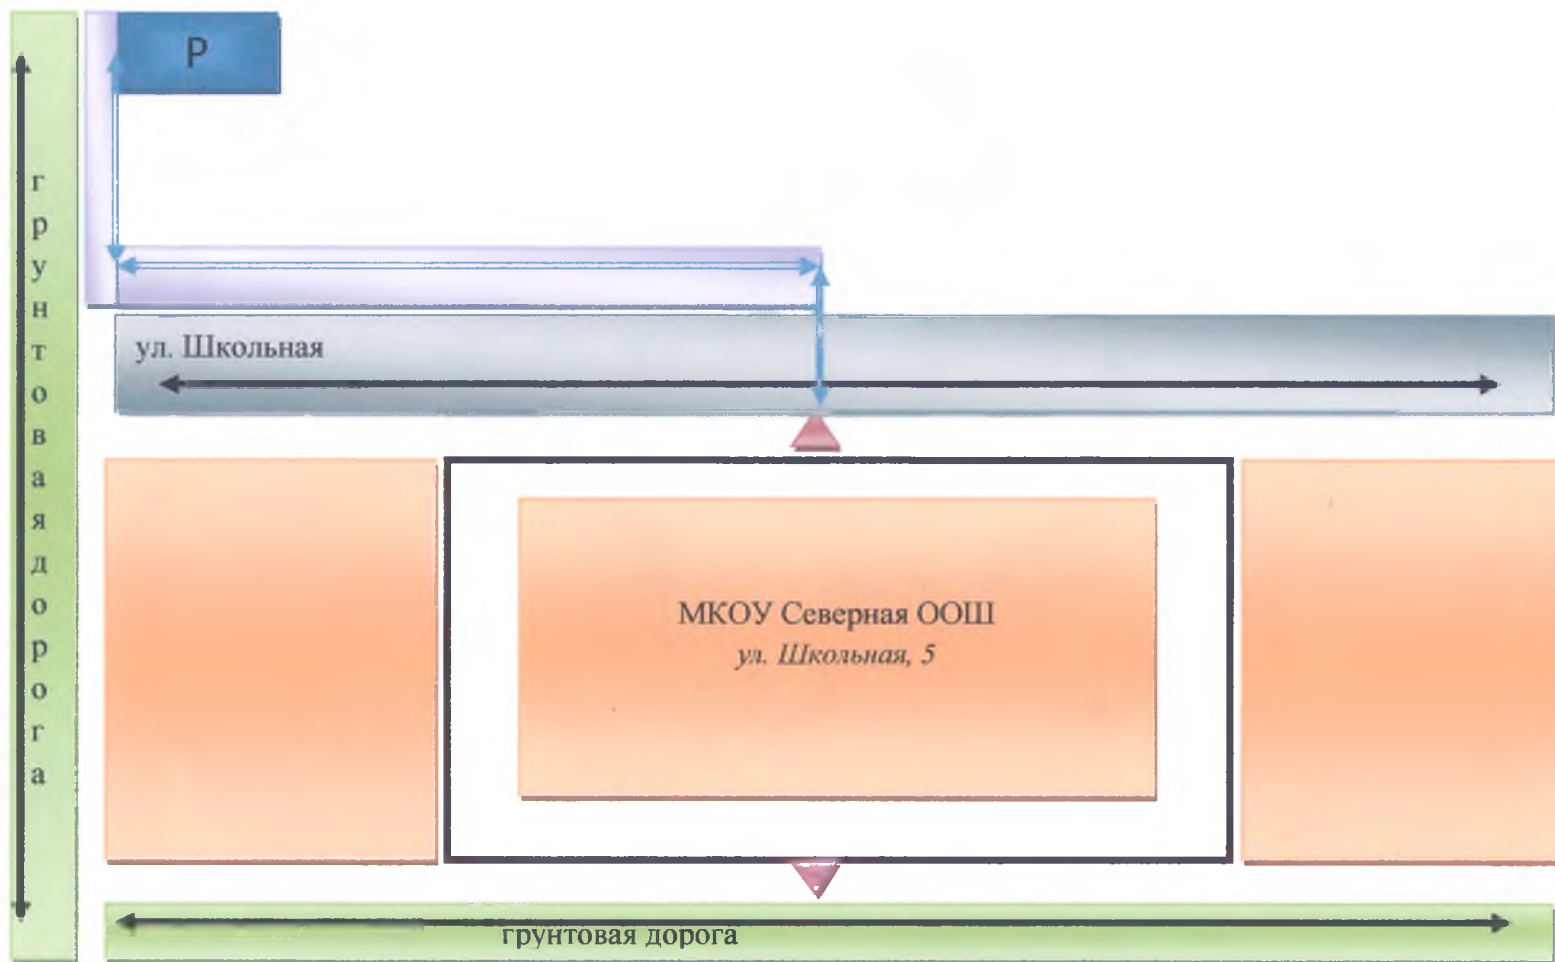 Р
грунтовая дорога
ул. Школьная
МКОУ Северная ООШ
ул. Школьная, 5
грунтовая дорога